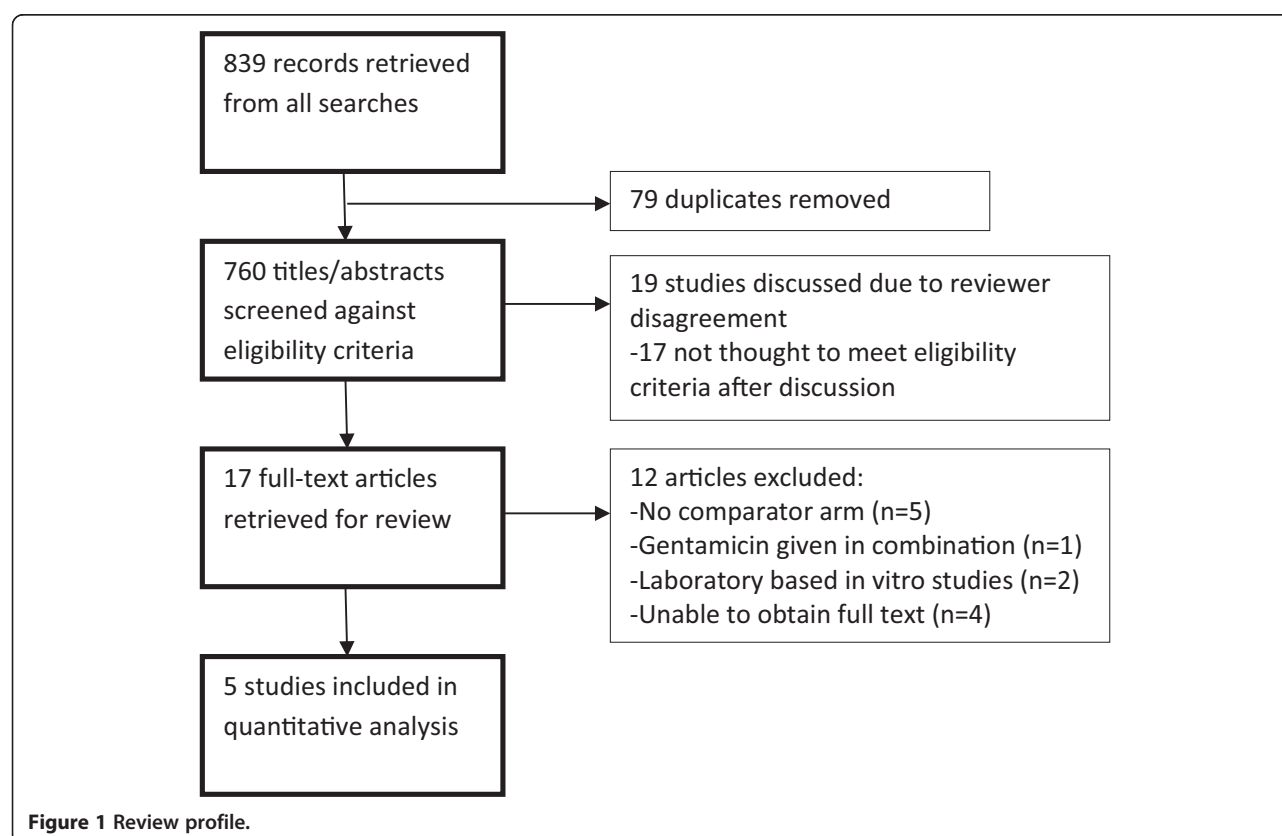 839 records retrieved
from all searches
79 duplicates removed
760 titles/abstracts
screened against
eligibility criteria
19 studies discussed due to reviewer
disagreement
-17 not thought to meet eligibility
criteria after discussion
17 full-text articles
retrieved for review
12 articles excluded:
-No comparator arm (n=5)
-Gentamicin given in combination (n=1)
-Laboratory based in vitro studies (n=2)
-Unable to obtain full text (n=4)
5 studies included in
quantitative analysis
Figure 1 Review profile.